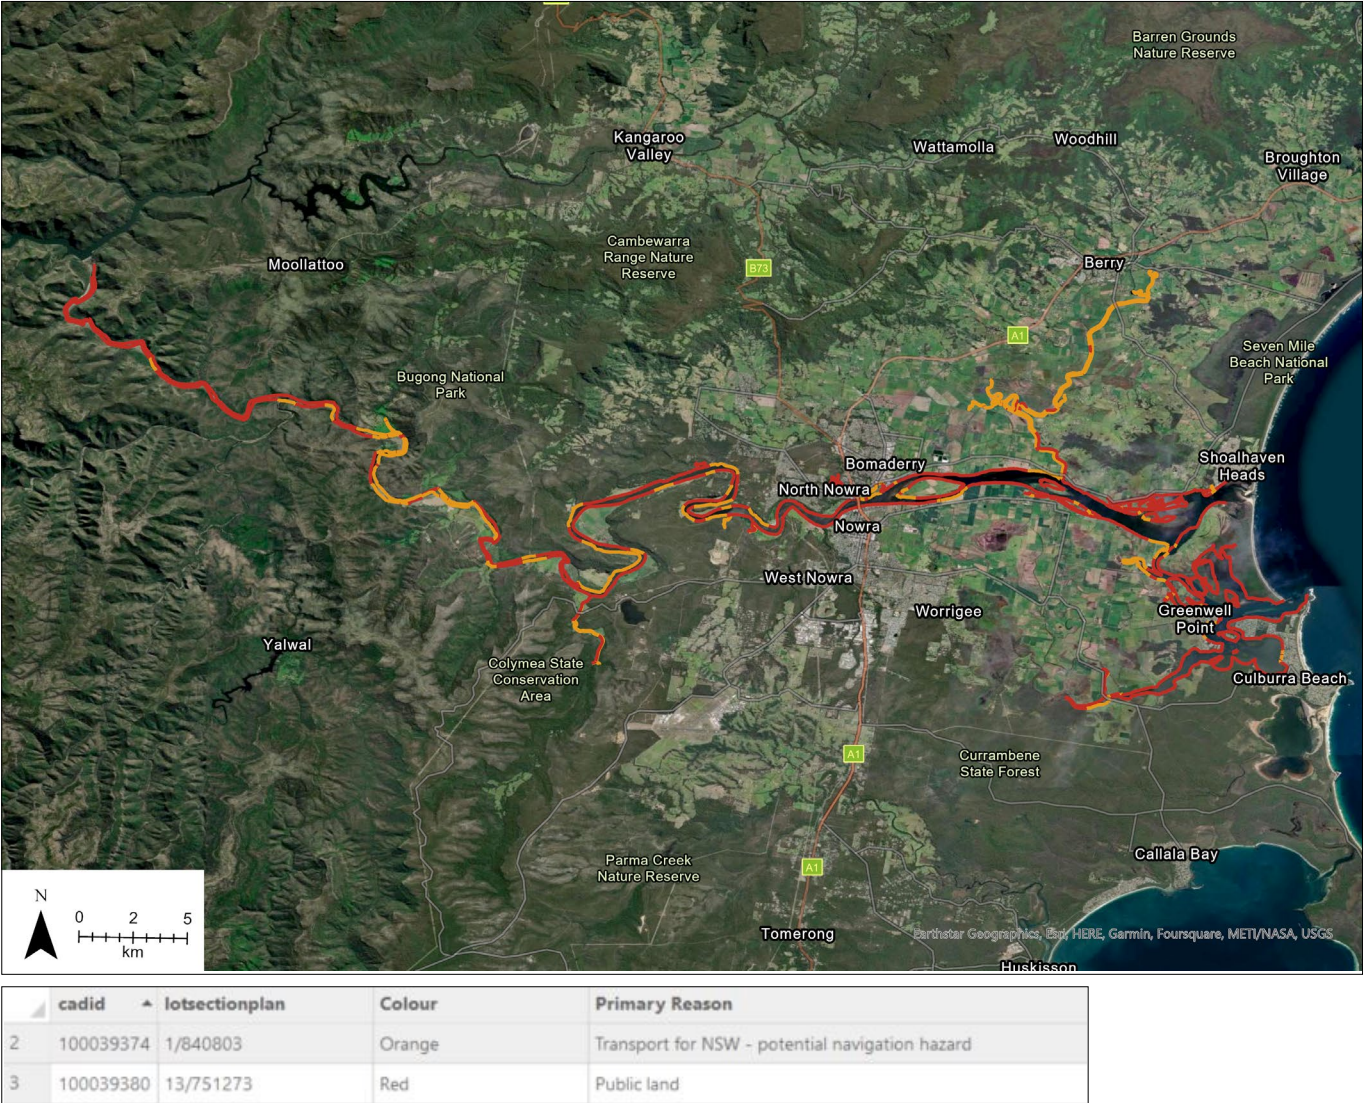 Barren Grounds
Nature Reserve
Kangaroo
Valley
Wattamolla
Woodhill
Broughton
Village
Cambewarra
Range Nature
Reserve
Moollattoo
B73
Berry
A1
Seven Mile
Beach National
Park
Bugong National
Park
Shoalhaven
Heads
Bomaderry
North Nowra
Nowra
West Nowra
Worrigee
Greenwell
Point
Yalwal
Colymea State
Conservation
Area
Culburra Beach
A1
Currambene
State Forest
Parma Creek
Nature Reserve
A1
Callala Bay
N
0 2 5
km
Tomerong
Earthstar Geographics, Esri, HERE, Garmin, Foursquare, METI/NASA, USGS
Huskisson
cadid lotsectionplan Colour Primary Reason
2 100039374 1/840803 Orange Transport for NSW - potential navigation hazard
3 100039380 13/751273 Red Public land